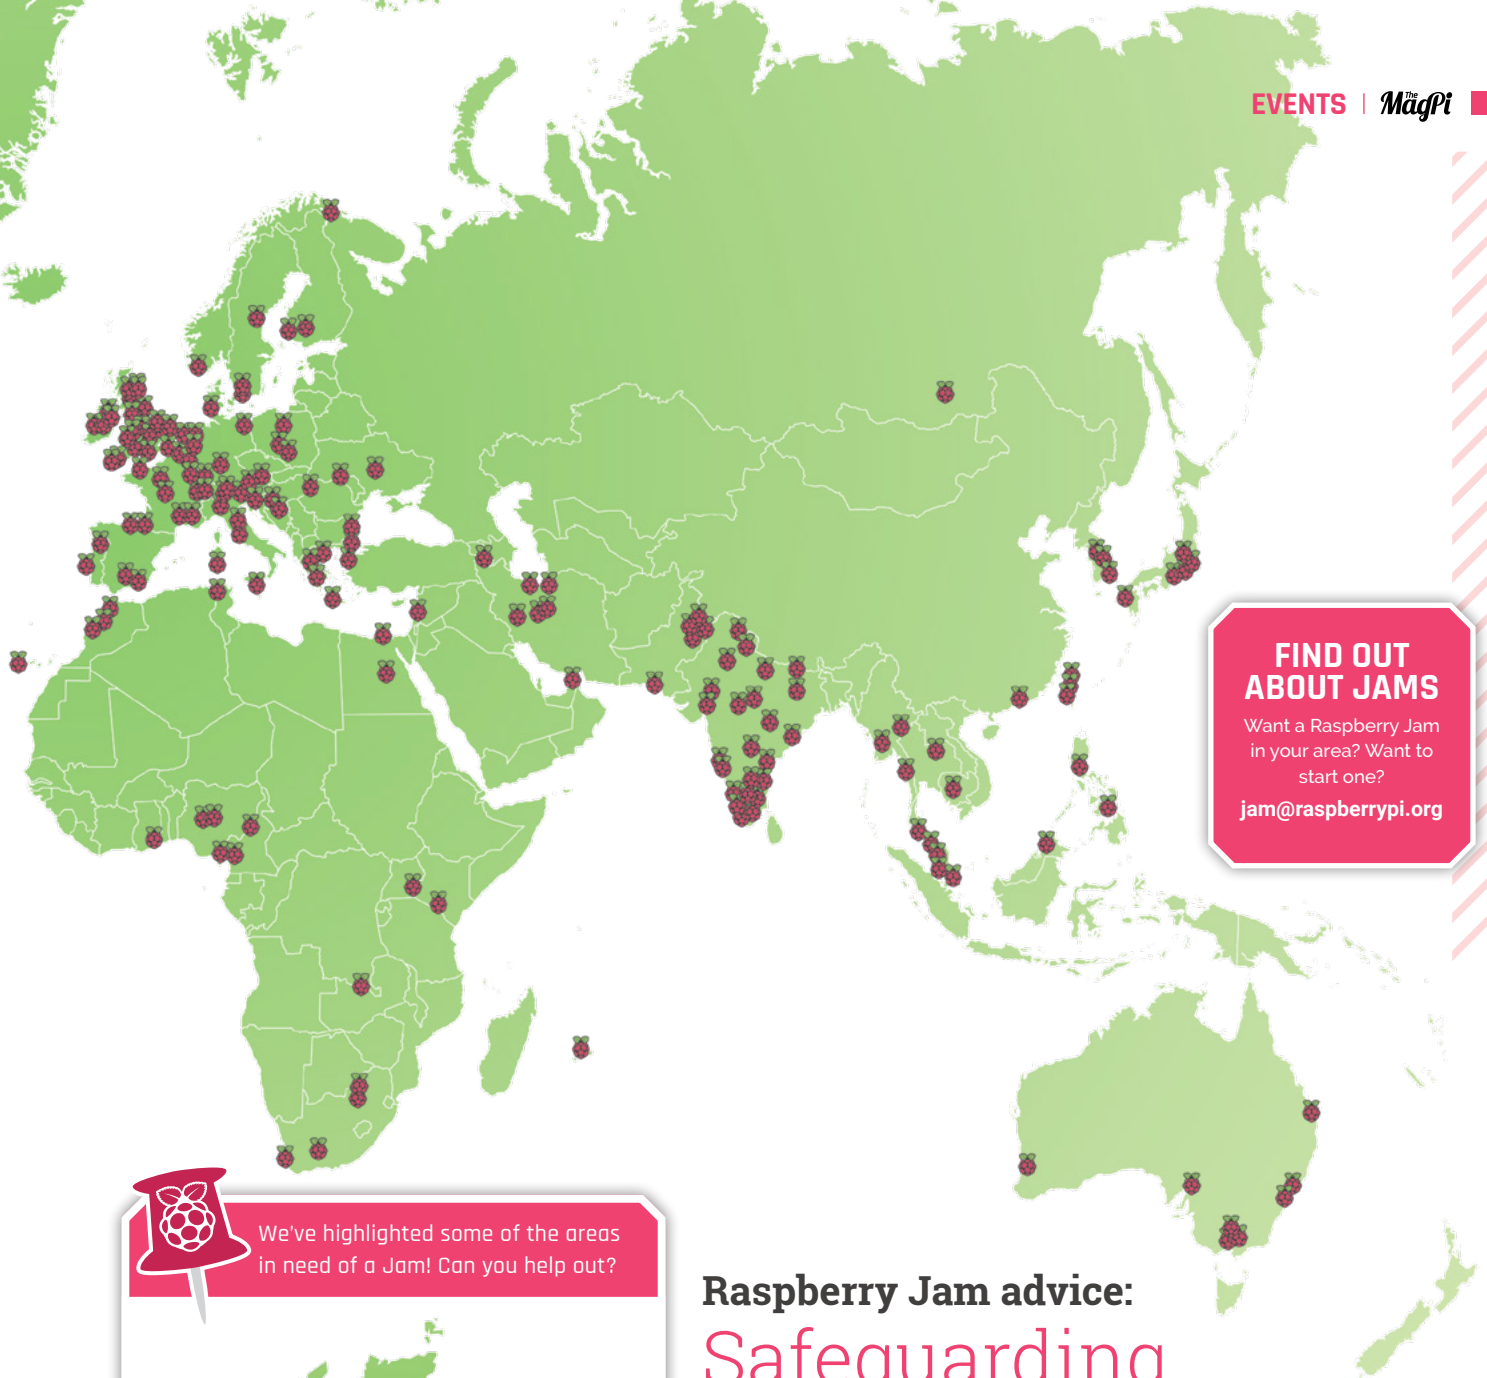 EVENTS
The MagPi
FIND OUT
ABOUT JAMS
Want a Raspberry Jam
in your area? Want to
start one?
jam@raspberrypi.org
We've highlighted some of the areas
in need of a Jam! Can you help out?
Raspberry Jam advice:
Safeguarding